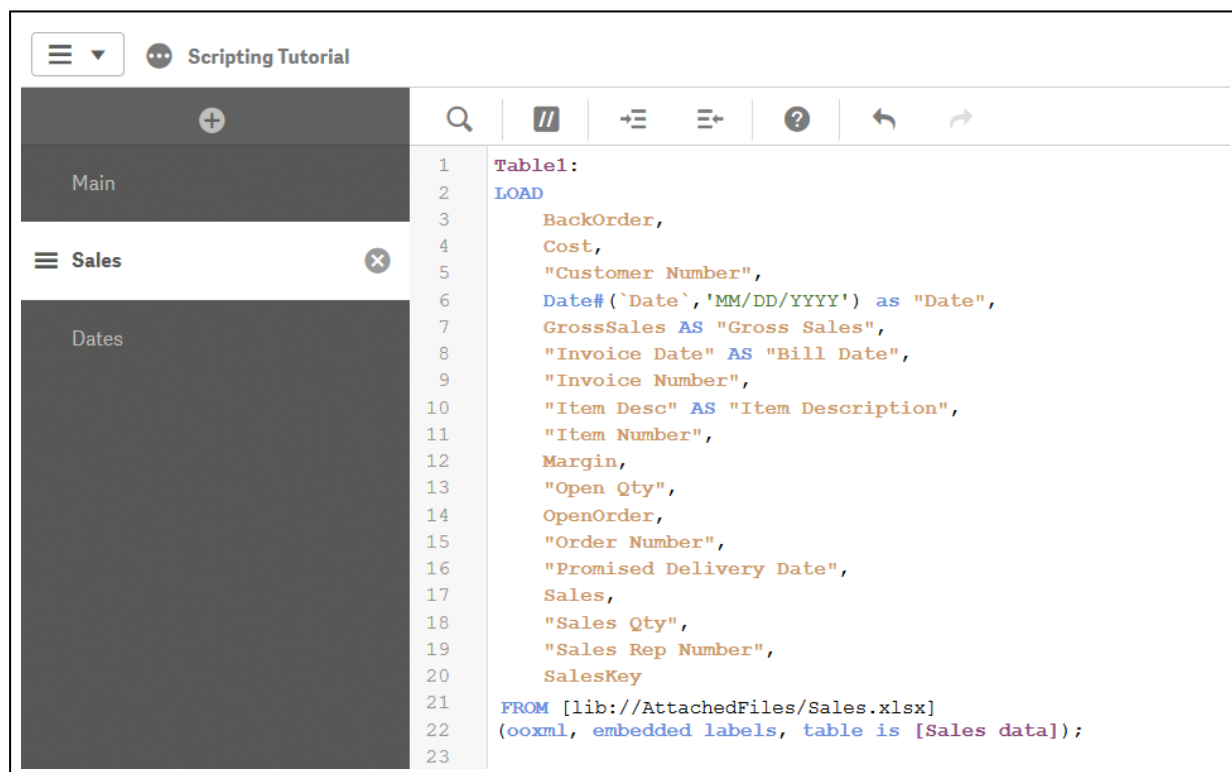 Scripting Tutorial
Main
Sales
Dates
//
?
1 Table1:
2 LOAD
3 BackOrder,
4 Cost,
5 "Customer Number",
6 Date#(`Date`,'MM/DD/YYYY') as "Date",
7 GrossSales AS "Gross Sales",
8 "Invoice Date" AS "Bill Date",
9 "Invoice Number",
10 "Item Desc" AS "Item Description",
11 "Item Number",
12 Margin,
13 "Open Qty",
14 OpenOrder,
15 "Order Number",
16 "Promised Delivery Date",
17 Sales,
18 "Sales Qty",
19 "Sales Rep Number",
20 SalesKey
21 FROM [lib://AttachedFiles/Sales.xlsx]
22 (ooxml, embedded labels, table is [Sales data]);
23